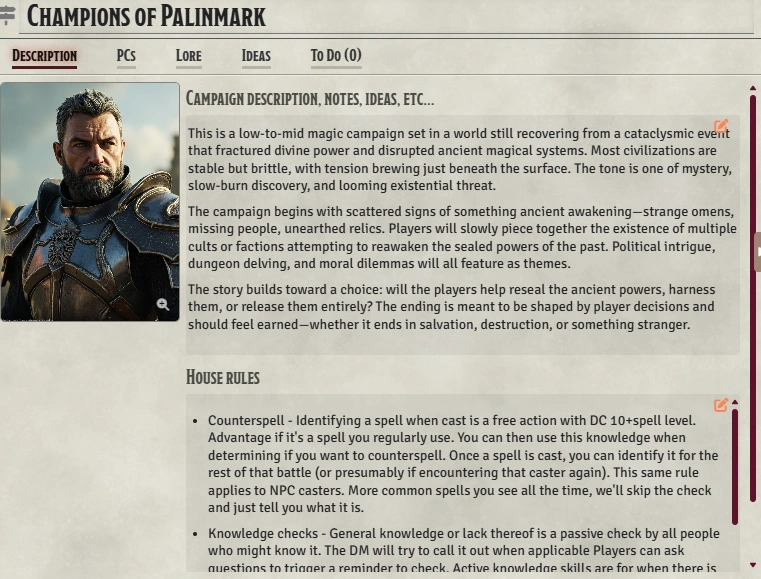 Champions of Palinmark
Description PCs Lore Ideas To Do (0)
Campaign description, notes, ideas, etc...
This is a low-to-mid magic campaign set in a world still recovering from a cataclysmic event
that fractured divine power and disrupted ancient magical systems. Most civilizations are
stable but brittle, with tension brewing just beneath the surface. The tone is one of mystery,
slow-burn discovery, and looming existential threat.
The campaign begins with scattered signs of something ancient awakening—strange omens,
missing people, unearthed relics. Players will slowly piece together the existence of multiple
cults or factions attempting to reawaken the sealed powers of the past. Political intrigue,
dungeon delving, and moral dilemmas will all feature as themes.
The story builds toward a choice: will the players help reseal the ancient powers, harness
them, or release them entirely? The ending is meant to be shaped by player decisions and
should feel earned—whether it ends in salvation, destruction, or something stranger.
House rules
• Counterspell - Identifying a spell when cast is a free action with DC 10+spell level.
Advantage if it's a spell you regularly use. You can then use this knowledge when
determining if you want to counterspell. Once a spell is cast, you can identify it for the
rest of that battle (or presumably if encountering that caster again). This same rule
applies to NPC casters. More common spells you see all the time, we'll skip the check
and just tell you what it is.
• Knowledge checks - General knowledge or lack thereof is a passive check by all people
who might know it. The DM will try to call it out when applicable Players can ask
questions to trigger a reminder to check. Active knowledge skills are for when there is